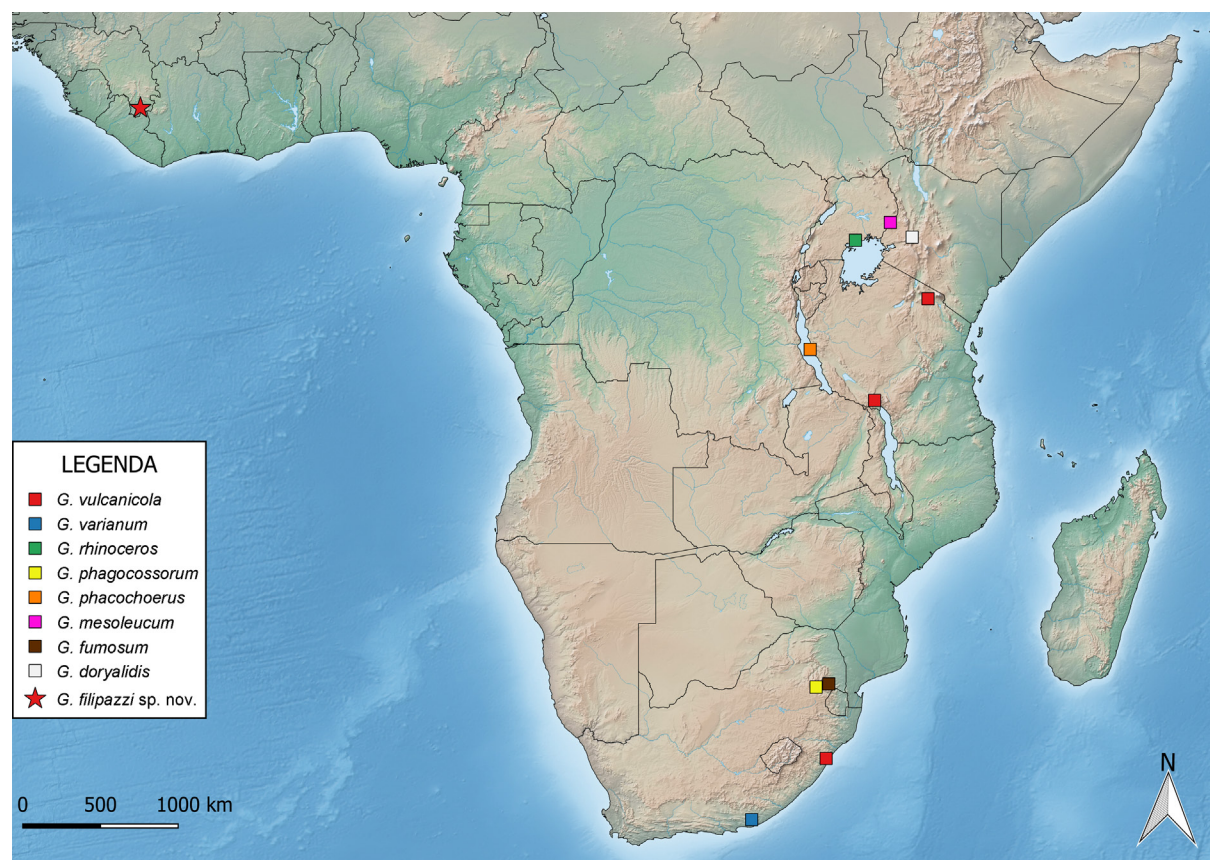 LEGENDA
G. vulcanicola
G. varianum
G. rhinoceros
G. phagocossorum
G. phacochoerus
G. mesoleucum
G. fumosum
G. doryalidis
G. filipazzi sp. nov.
0 500 1000 km
N